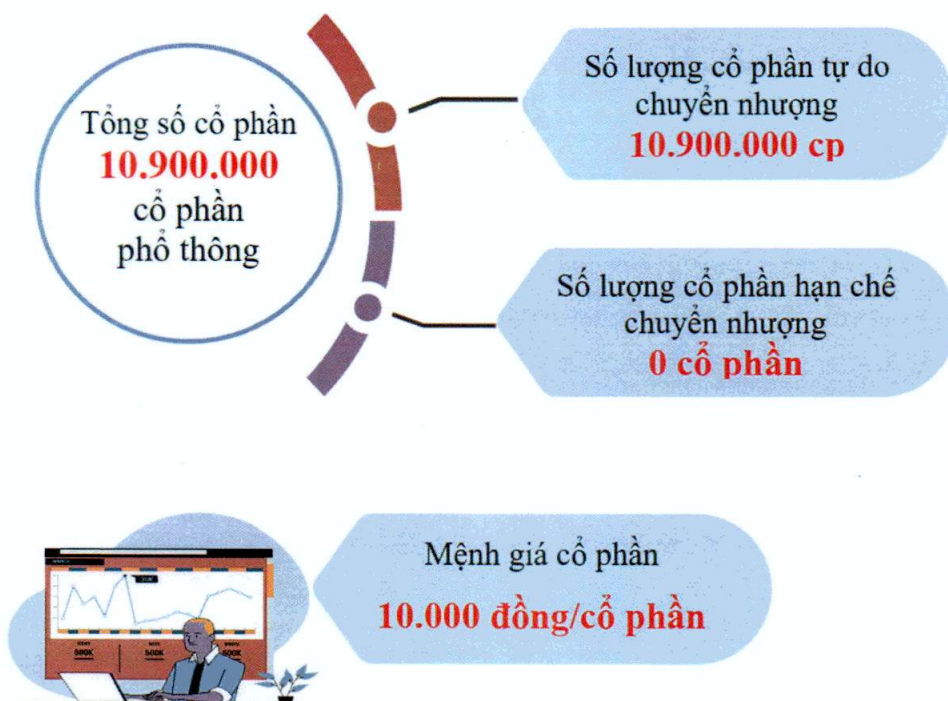 Tổng số cổ phần
10.900.000
cổ phần
phổ thông
Số lượng cổ phần tự do
chuyển nhượng
10.900.000 cp
Số lượng cổ phần hạn chế
chuyển nhượng
0 cổ phần
Mệnh giá cổ phần
10.000 đồng/cổ phần
500K
500K
500K